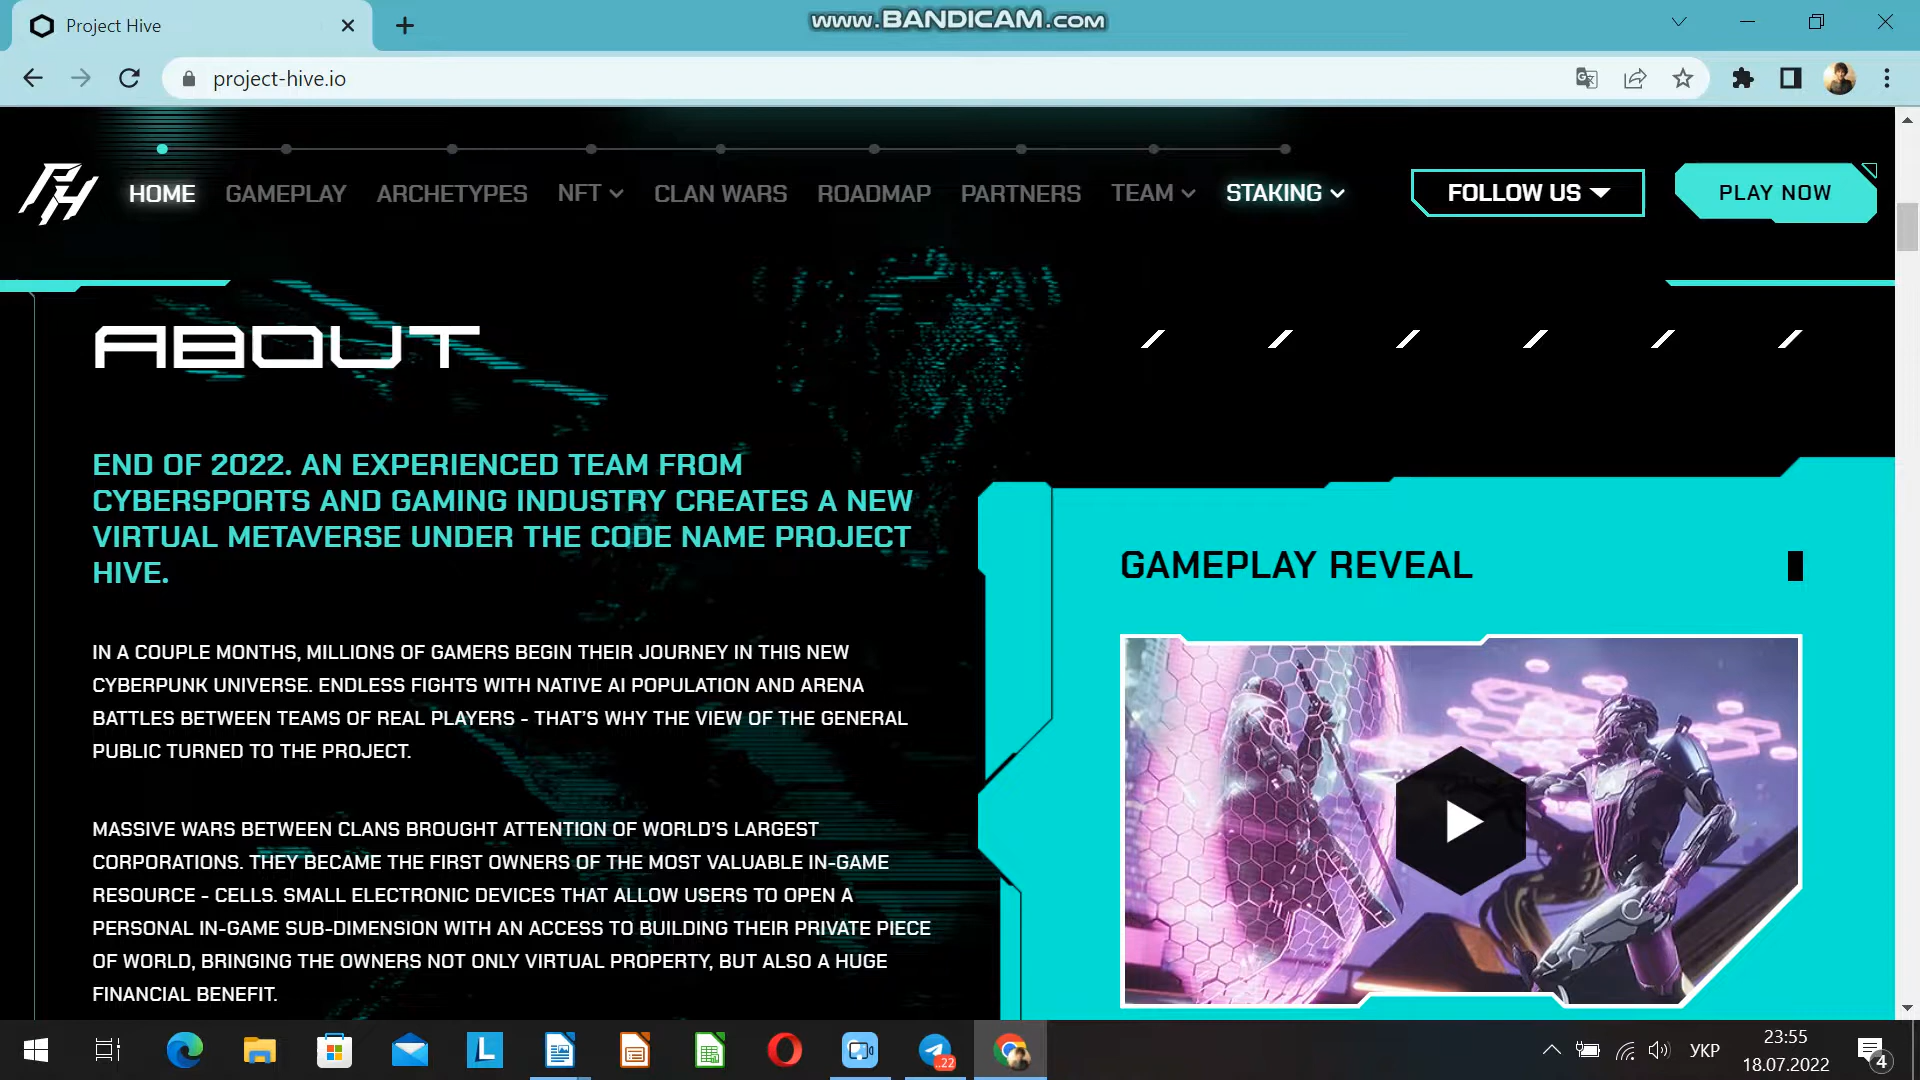 Project Hive
www.BANDICAM.com
project-hive.io
PH
HOME GAMEPLAY ARCHETYPES NFT CLAN WARS ROADMAP PARTNERS TEAM STAKING FOLLOW US PLAY NOW
ABOUT
END OF 2022. AN EXPERIENCED TEAM FROM
CYBERSPORTS AND GAMING INDUSTRY CREATES A NEW
VIRTUAL METAVERSE UNDER THE CODE NAME PROJECT
HIVE.
IN A COUPLE MONTHS, MILLIONS OF GAMERS BEGIN THEIR JOURNEY IN THIS NEW
CYBERPUNK UNIVERSE. ENDLESS FIGHTS WITH NATIVE AI POPULATION AND ARENA
BATTLES BETWEEN TEAMS OF REAL PLAYERS - THAT'S WHY THE VIEW OF THE GENERAL
PUBLIC TURNED TO THE PROJECT.
MASSIVE WARS BETWEEN CLANS BROUGHT ATTENTION OF WORLD'S LARGEST
CORPORATIONS. THEY BECAME THE FIRST OWNERS OF THE MOST VALUABLE IN-GAME
RESOURCE - CELLS. SMALL ELECTRONIC DEVICES THAT ALLOW USERS TO OPEN A
PERSONAL IN-GAME SUB-DIMENSION WITH AN ACCESS TO BUILDING THEIR PRIVATE PIECE
OF WORLD, BRINGING THE OWNERS NOT ONLY VIRTUAL PROPERTY, BUT ALSO A HUGE
FINANCIAL BENEFIT.
GAMEPLAY REVEAL
L
..22
УКР
23:55
18.07.2022
4